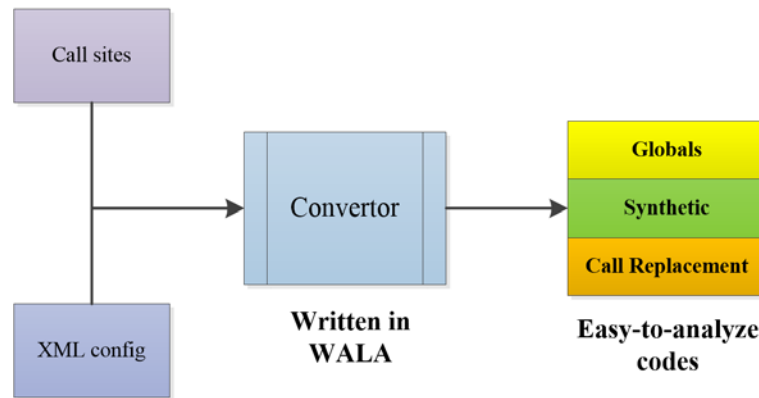 Call sites
XML config
Convertor
Written in
WALA
Globals
Synthetic
Call Replacement
Easy-to-analyze
codes